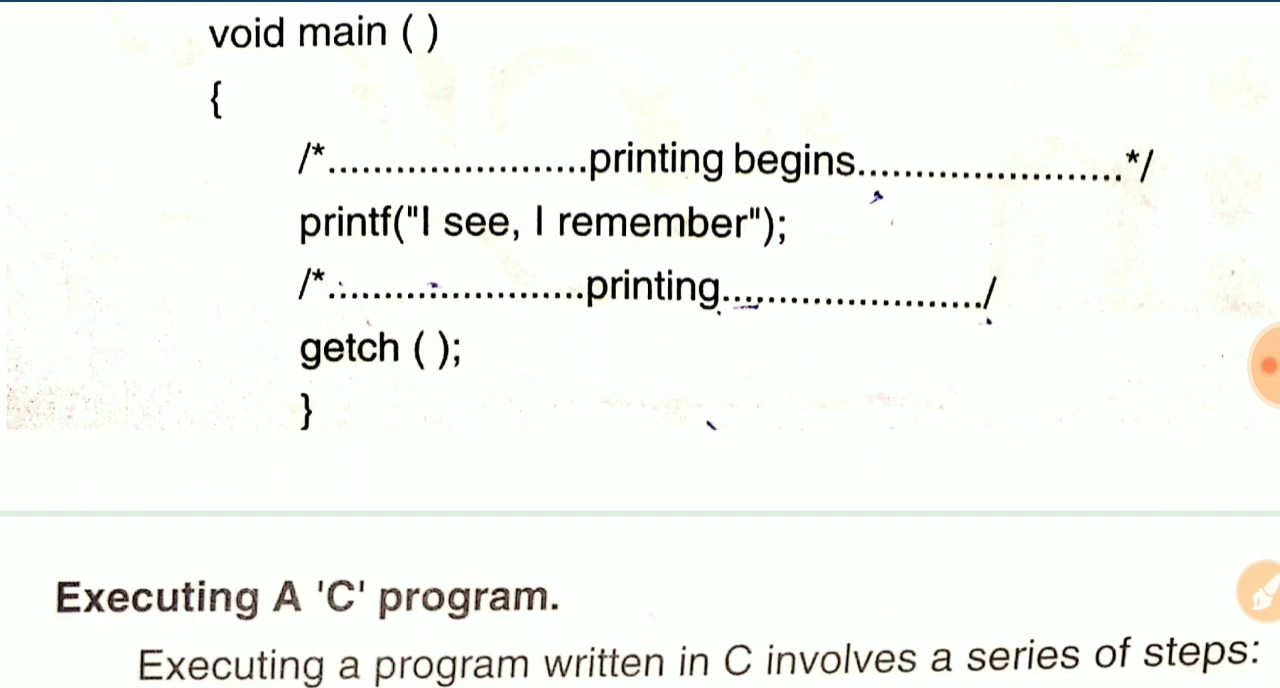 void main ( )
{
/*.......................printing begins........................*/
printf("I see, I remember");
/*.......................printing......................../
getch ( );
}
Executing A 'C' program.
Executing a program written in C involves a series of steps: